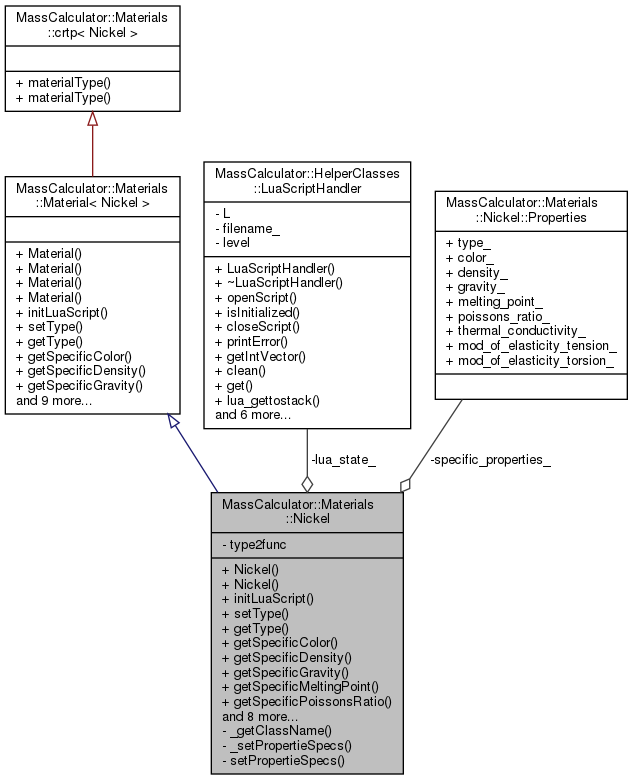 MassCalculator::Materials
::crtp< Nickel >
+ materialType()
+ materialType()
MassCalculator::Materials
::Material< Nickel >
+ Material()
+ Material()
+ Material()
+ Material()
+ initLuaScript()
+ setType()
+ getType()
+ getSpecificColor()
+ getSpecificDensity()
+ getSpecificGravity()
and 9 more...
MassCalculator::HelperClasses
::LuaScriptHandler
- L
- filename_
- level
+ LuaScriptHandler()
+ ~LuaScriptHandler()
+ openScript()
+ isInitialized()
+ closeScript()
+ printError()
+ getIntVector()
+ clean()
+ get()
+ lua_gettostack()
and 6 more...
MassCalculator::Materials
::Nickel::Properties
+ type_
+ color_
+ density_
+ gravity_
+ melting_point_
+ poissons_ratio_
+ thermal_conductivity_
+ mod_of_elasticity_tension_
+ mod_of_elasticity_torsion_
-lua_state_
-specific_properties_
MassCalculator::Materials
::Nickel
- type2func
+ Nickel()
+ Nickel()
+ initLuaScript()
+ setType()
+ getType()
+ getSpecificColor()
+ getSpecificDensity()
+ getSpecificGravity()
+ getSpecificMeltingPoint()
+ getSpecificPoissonsRatio()
and 8 more...
- _getClassName()
- _setPropertieSpecs()
- setPropertieSpecs()